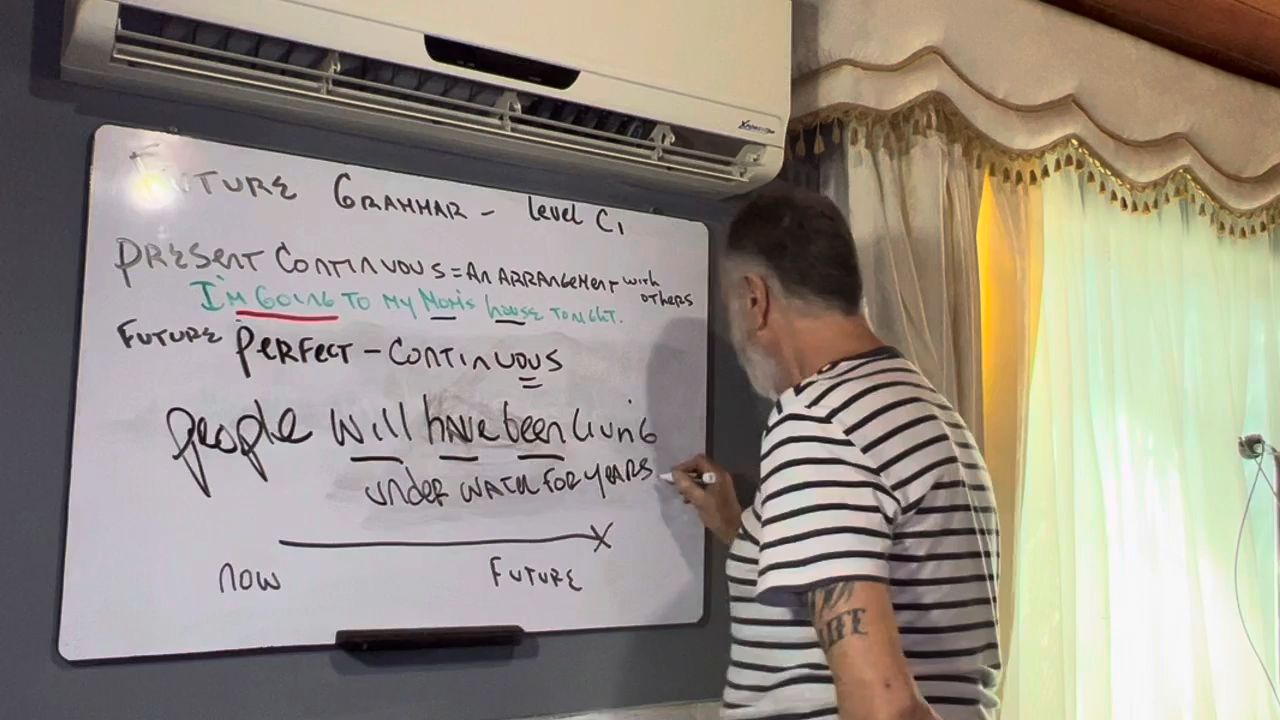 FUTURE GRAMMAR - Level C1
PRESENT CONTINUOUS = AN ARRANGEMENT with others
I'M GOING TO MY MOM'S house TONIGHT.
FUTURE PERFECT - CONTINUOUS
people will have been living
under water for years
now
FUTURE
LIFE